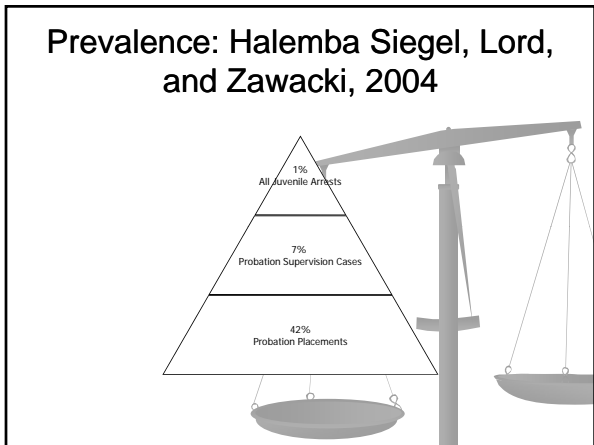 Prevalence: Halemba Siegel, Lord,
and Zawacki, 2004
1%
All Juvenile Arrests
7%
Probation Supervision Cases
42%
Probation Placements